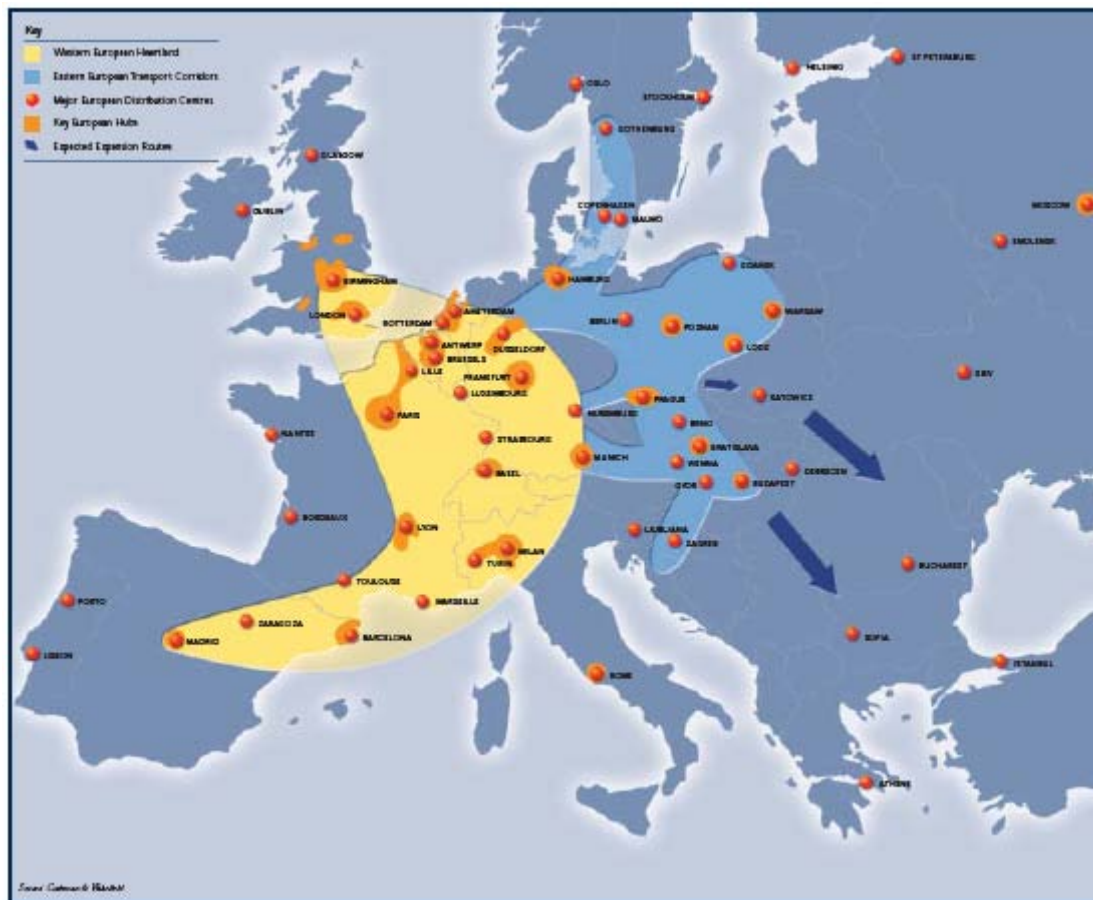 Key
Western European Heartland
Eastern European Transport Corridors
Major European Distribution Centres
Key European Hubs
Expected Expansion Routes
HELSINKI
ST PETERSBURG
OSLO
STOCKHOLM
GOTHENBURG
GLASGOW
DUBLIN
COPENHAGEN
MALMO
MOSCOW
SMOLENSK
GDANSK
BIRMINGHAM
HAMBURG
LONDON
AMSTERDAM
ROTTERDAM
BERLIN
POZNAN
WARSAW
ANTWERP
DUSSELDORF
LODZ
BRUSSELS
LILLE
FRANKFURT
LUXEMBOURG
KIEV
PRAGUE
KATOWICE
PARIS
NUREMBURG
BRNO
NANTES
STRASBOURG
BRATISLAVA
MUNICH
VIENNA
BASEL
DEBRECEN
GYOR
BUDAPEST
BORDEAUX
LYON
LJUBLJANA
ZAGREB
MILAN
TURIN
BUCHAREST
TOULOUSE
PORTO
MARSEILLE
ZARAGOZA
MADRID
BARCELONA
SOFIA
LISBON
ISTANBUL
ROME
ATHENS